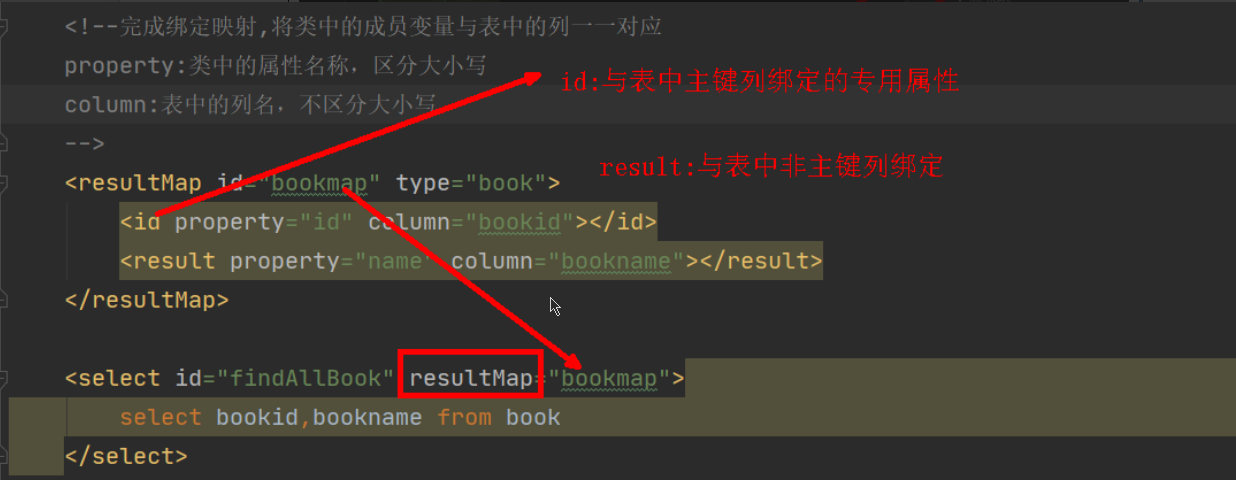 <!--完成绑定映射,将类中的成员变量与表中的列一一对应
property:类中的属性名称，区分大小写
id:与表中主键列绑定的专用属性
column:表中的列名，不区分大小写
-->
result:与表中非主键列绑定
<resultMap id="bookmap" type="book">
<id property="id" column="bookid"></id>
<result property="name" column="bookname"></result>
</resultMap>
<select id="findAllBook" resultMap="bookmap">
select bookid,bookname from book
</select>